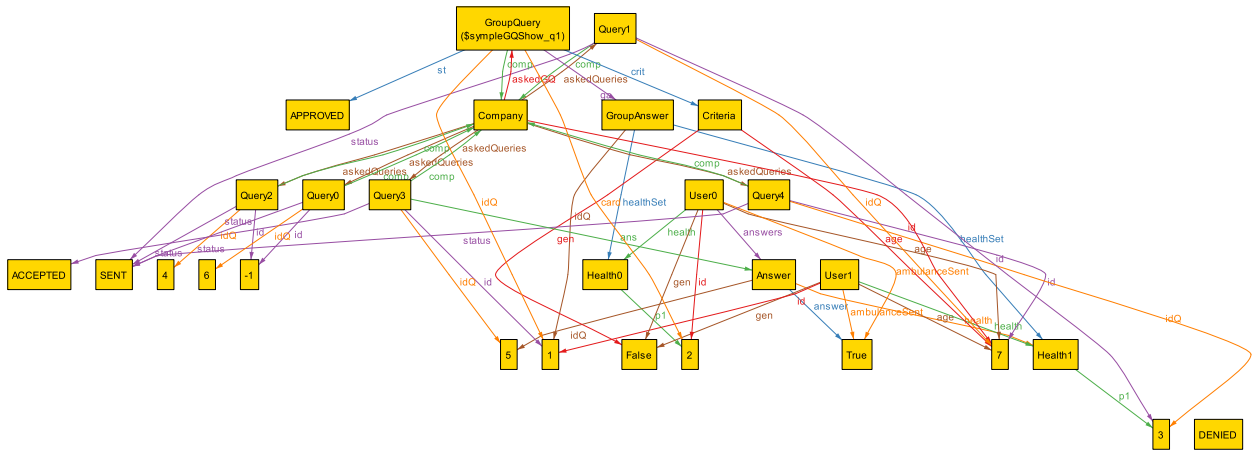 GroupQuery
($sympleGQShow_q1)
Query1
comp
comp
st
askedGQ
askedQueries
crit
APPROVED
Company
GroupAnswer
Criteria
status
comp
askedQueries
askedQueries
comp
comp
comp
askedQueries
Query2
Query0
Query3
User0
Query4
idQ
card
healthSet
idQ
status
idQ
id
idQ
id
status
status
status
ans
health
answers
gen
id
age
age
healthSet
id
ACCEPTED
SENT
4
6
-1
Health0
Answer
User1
ambulanceSent
id
idQ
id
gen
id
p1
idQ
id
gen
answer
ambulanceSent
health
age
health
idQ
5
1
False
2
True
7
Health1
p1
3
DENIED